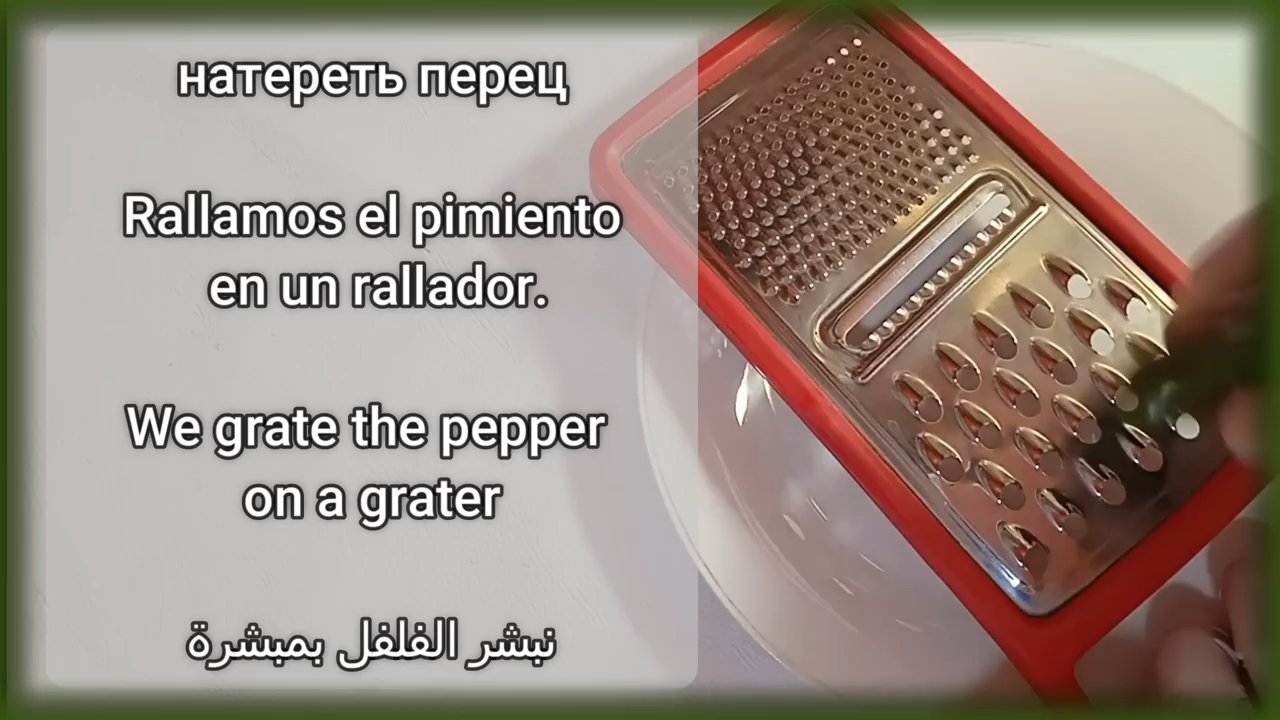 натереть перец
Rallamos el pimiento
en un rallador.
We grate the pepper
on a grater
نبشر الفلفل بمبشرة